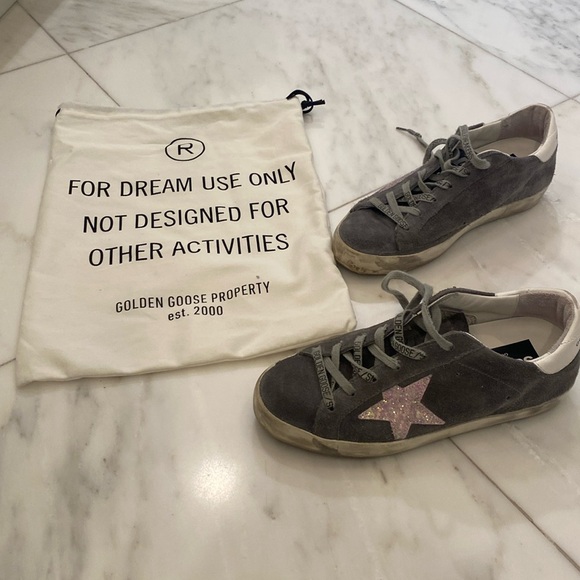 R
FOR DREAM USE ONLY
NOT DESIGNED FOR
OTHER ACTIVITIES
GOLDEN GOOSE PROPERTY
est. 2000